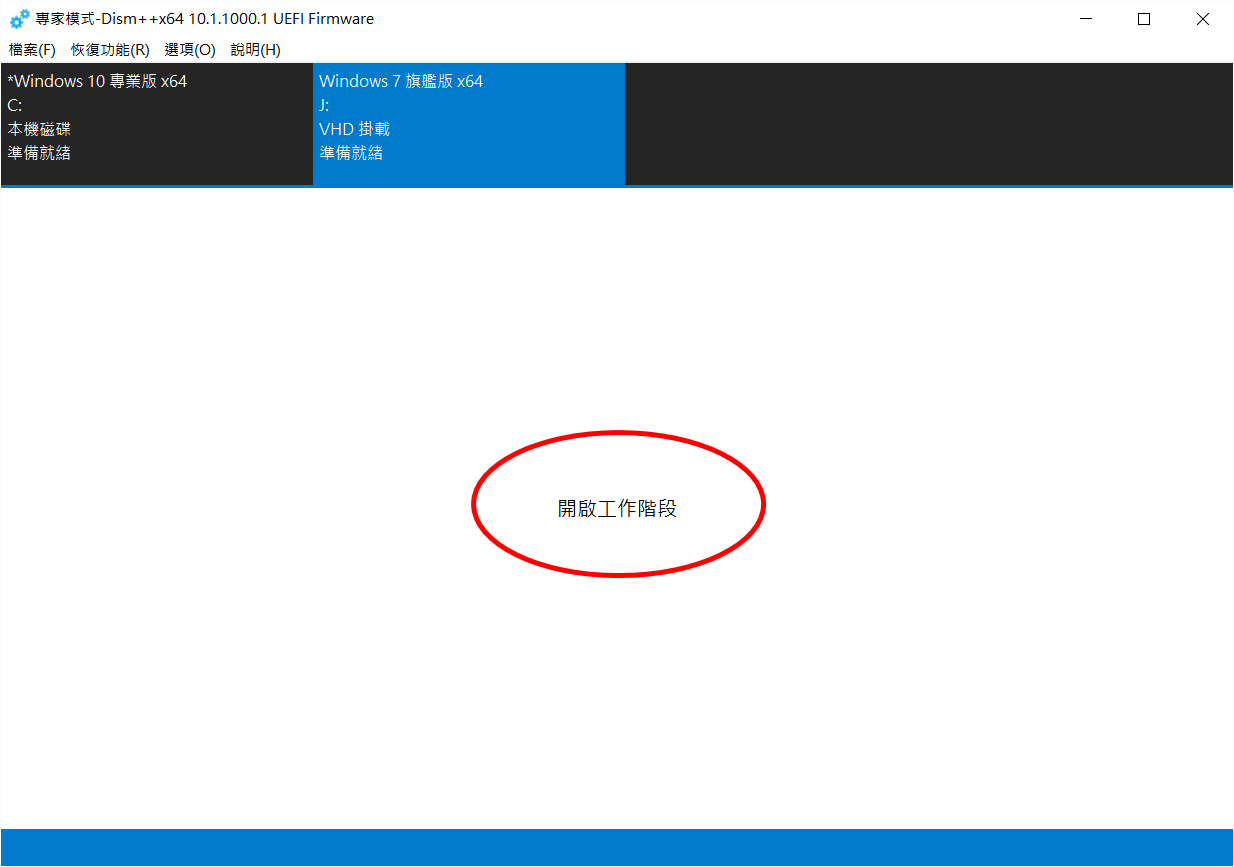 專家模式-Dism++x64 10.1.1000.1 UEFI Firmware
檔案(F) 恢復功能(R) 選項(O) 說明(H)
*Windows 10 專業版 x64
C:
本機磁碟
準備就緒
Windows 7 旗艦版 x64
J:
VHD 掛載
準備就緒
開啟工作階段